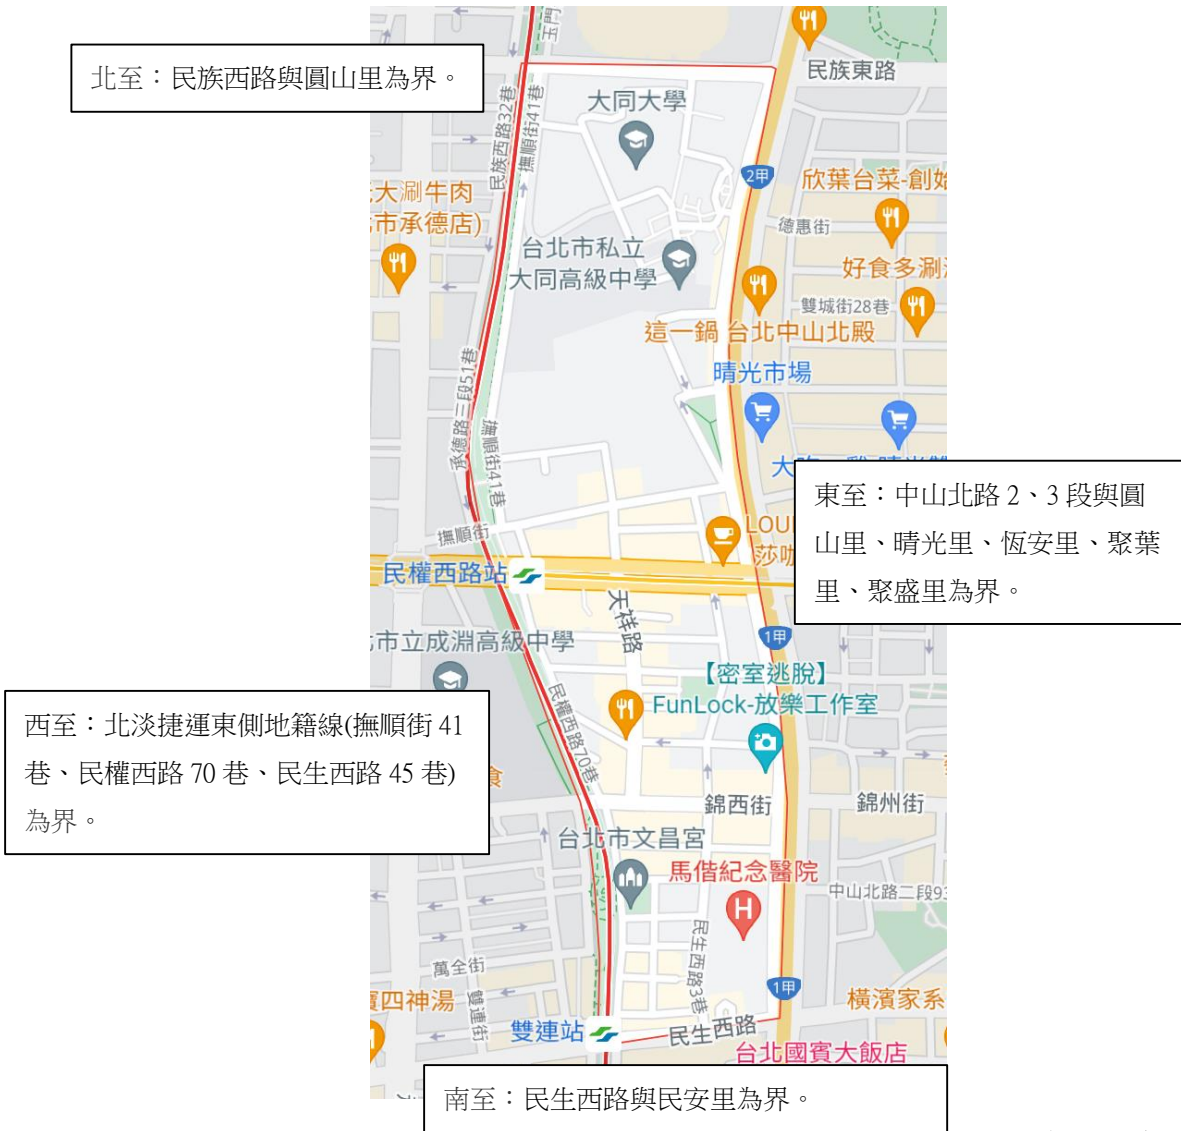 北至：民族西路與圓山里為界。
玉門
民族東路
大同大學
民族西路32巷
撫順街41巷
2甲
欣葉台菜-創始
大涮牛肉
市承德店)
德惠街
台北市私立
大同高級中學
好食多涮
雙城街28巷
這一鍋 台北中山北殿
晴光市場
承德路三段51巷
撫順街41巷
東至：中山北路 2、3 段與圓
山里、晴光里、恆安里、聚葉
里、聚盛里為界。
撫順街
LOU
莎咖
民權西路站
天祥路
1甲
市立成淵高級中學
【密室逃脫】
FunLock-放樂工作室
民權西路70巷
西至：北淡捷運東側地籍線(撫順街 41
巷、民權西路 70 巷、民生西路 45 巷)
為界。
食
錦西街
錦州街
台北市文昌宮
馬偕紀念醫院
H
中山北路二段93
民生西路3巷
萬全街
雙連街
四神湯
1甲
橫濱家系
雙連站
民生西路
台北國賓大飯店
南至：民生西路與民安里為界。